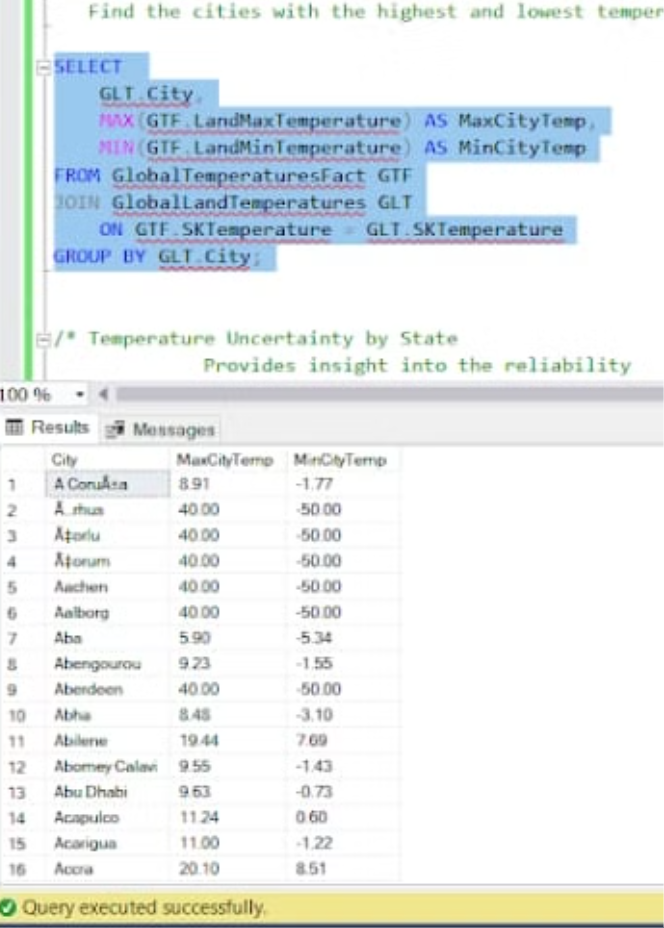 Find the cities with the highest and lowest temper
SELECT
GLT.City,
MAX(GTF.LandMaxTemperature) AS MaxCityTemp,
MIN(GTF.LandMinTemperature) AS MinCityTemp
FROM GlobalTemperaturesFact GTF
JOIN GlobalLandTemperatures GLT
ON GTF.SKTemperature = GLT.SKTemperature
GROUP BY GLT.City;
/* Temperature Uncertainty by State
Provides insight into the reliability
100 %
Results Messages
City MaxCityTemp MinCityTemp
1 A CoruÃ±a 8.91 -1.77
2 Ã…rhus 40.00 -50.00
3 Ã‡orlu 40.00 -50.00
4 Ã‡orum 40.00 -50.00
5 Aachen 40.00 -50.00
6 Aalborg 40.00 -50.00
7 Aba 5.90 -5.34
8 Abengourou 9.23 -1.55
9 Aberdeen 40.00 -50.00
10 Abha 8.48 -3.10
11 Abilene 19.44 7.69
12 Abomey Calavi 9.55 -1.43
13 Abu Dhabi 9.63 -0.73
14 Acapulco 11.24 0.60
15 Acarigua 11.00 -1.22
16 Accra 20.10 8.51
Query executed successfully.